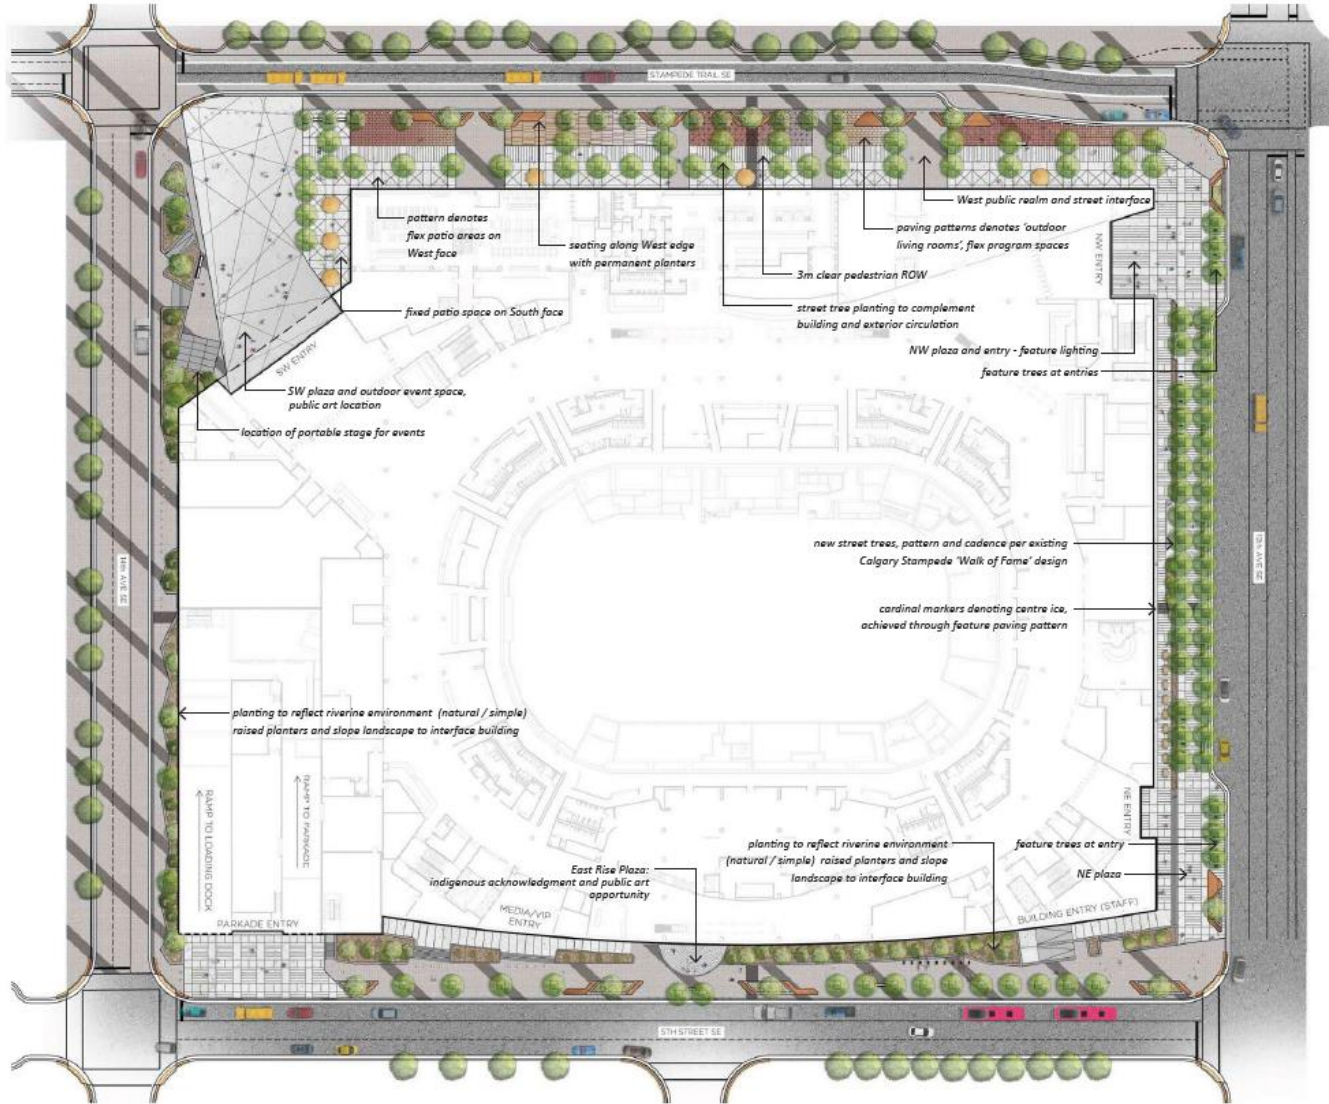 STAMPEDE TRAIL SE
West public realm and street interface
pattern denotes
flex patio areas on
West face
seating along West edge
with permanent planters
paving patterns denotes 'outdoor
living rooms', flex program spaces
3m clear pedestrian ROW
NW ENTRY
fixed patio space on South face
street tree planting to complement
building and exterior circulation
NW plaza and entry - feature lighting
feature trees at entries
SW ENTRY
SW plaza and outdoor event space,
public art location
location of portable stage for events
new street trees, pattern and cadence per existing
Calgary Stampede 'Walk of Fame' design
14th AVE SE
12th AVE SE
cardinal markers denoting centre ice,
achieved through feature paving pattern
planting to reflect riverine environment (natural / simple)
raised planters and slope landscape to interface building
RAMP TO LOADING DOCK
RAMP TO PARKADE
NE ENTRY
planting to reflect riverine environment
(natural / simple) raised planters and slope
landscape to interface building
feature trees at entry
NE plaza
East Rise Plaza:
indigenous acknowledgment and public art
opportunity
PARKADE ENTRY
MEDIA/VIP
ENTRY
BUILDING ENTRY (STAFF)
5TH STREET SE